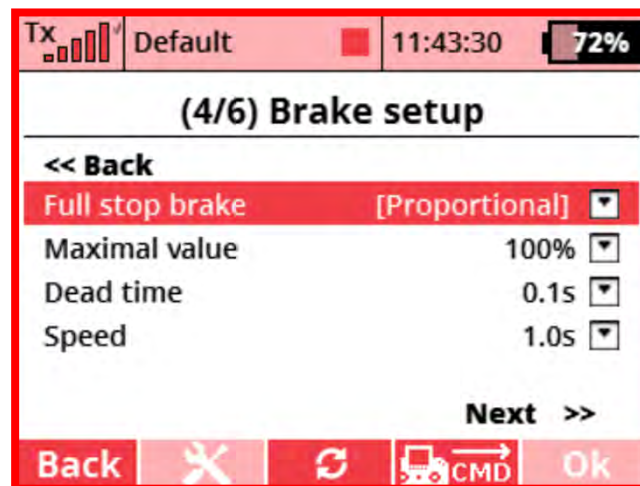 Tx Default 11:43:30 72%
(4/6) Brake setup
<< Back
Full stop brake [Proportional]
Maximal value 100%
Dead time 0.1s
Speed 1.0s
Next >>
Back CMD Ok